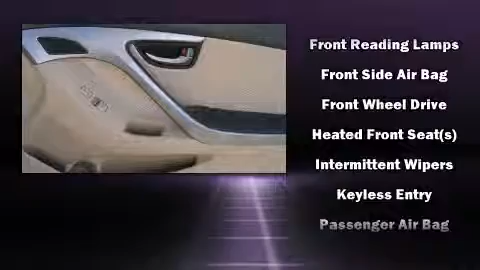 Front Reading Lamps
Front Side Air Bag
Front Wheel Drive
Heated Front Seat(s)
Intermittent Wipers
Keyless Entry
Passenger Air Bag